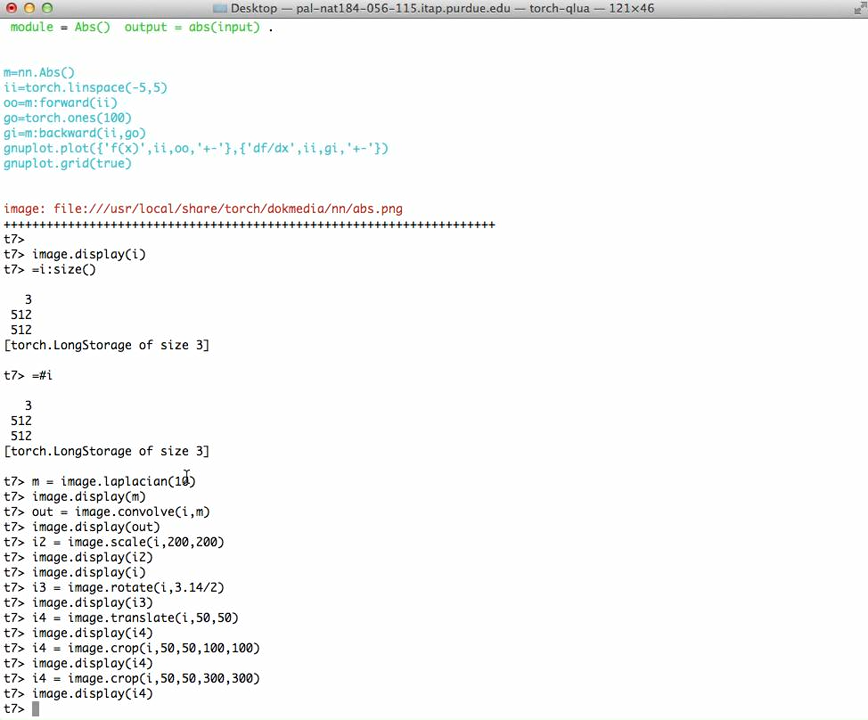 Desktop — pal-nat184-056-115.itap.purdue.edu — torch-qlua — 121×46
module = Abs()  output = abs(input) .
m=nn.Abs()
ii=torch.linspace(-5,5)
oo=m:forward(ii)
go=torch.ones(100)
gi=m:backward(ii,go)
gnuplot.plot({'f(x)',ii,oo,'+-'},{'df/dx',ii,gi,'+-'})
gnuplot.grid(true)
image: file:///usr/local/share/torch/dokmedia/nn/abs.png
+++++++++++++++++++++++++++++++++++++++++++++++++++++++++++++++++++++
t7>
t7> image.display(i)
t7> =i:size()
3
512
512
[torch.LongStorage of size 3]
t7> =#i
3
512
512
[torch.LongStorage of size 3]
t7> m = image.laplacian(10)
t7> image.display(m)
t7> out = image.convolve(i,m)
t7> image.display(out)
t7> i2 = image.scale(i,200,200)
t7> image.display(i2)
t7> image.display(i)
t7> i3 = image.rotate(i,3.14/2)
t7> image.display(i3)
t7> i4 = image.translate(i,50,50)
t7> image.display(i4)
t7> i4 = image.crop(i,50,50,100,100)
t7> image.display(i4)
t7> i4 = image.crop(i,50,50,300,300)
t7> image.display(i4)
t7>